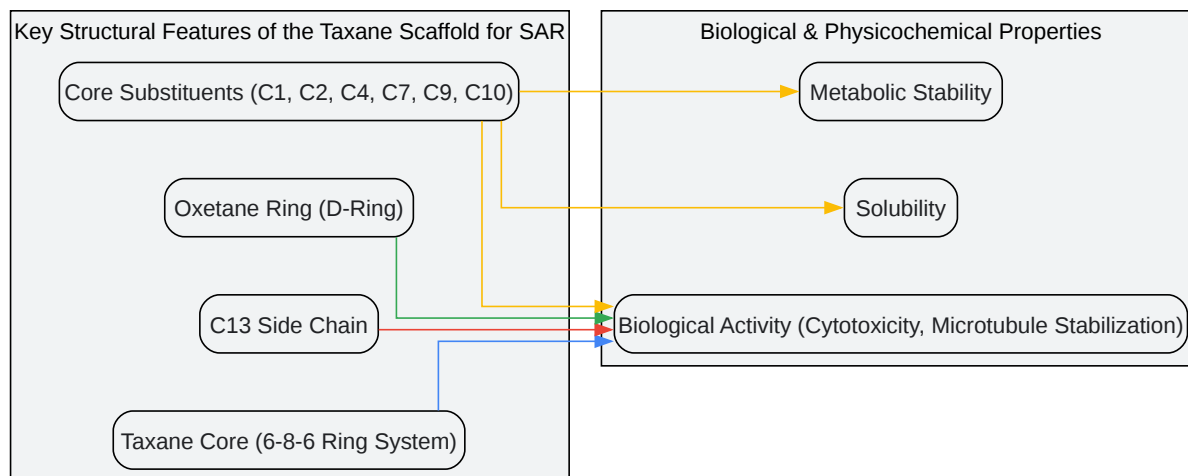 Key Structural Features of the Taxane Scaffold for SAR
Core Substituents (C1, C2, C4, C7, C9, C10)
Oxetane Ring (D-Ring)
C13 Side Chain
Taxane Core (6-8-6 Ring System)
Biological & Physicochemical Properties
Metabolic Stability
Solubility
Biological Activity (Cytotoxicity, Microtubule Stabilization)